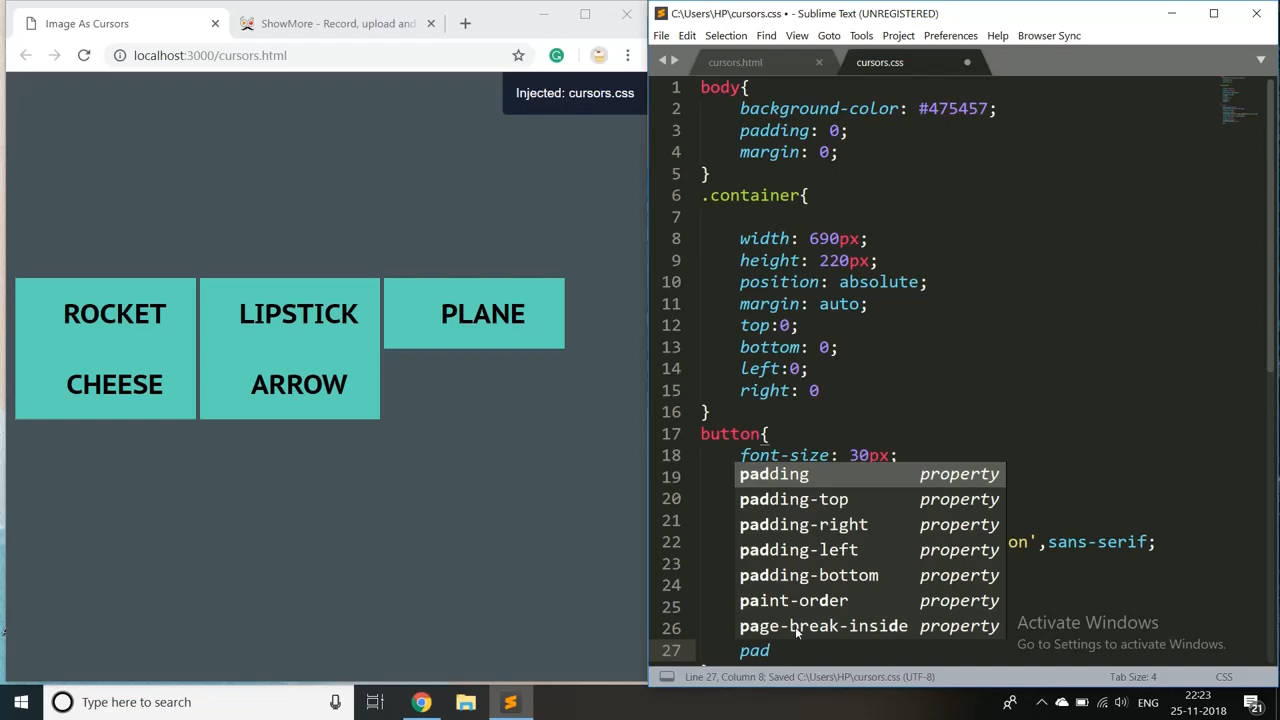 Image As Cursors
ShowMore - Record, upload and
localhost:3000/cursors.html
Injected: cursors.css
ROCKET
LIPSTICK
PLANE
CHEESE
ARROW
C:\Users\HP\cursors.css • - Sublime Text (UNREGISTERED)
File Edit Selection Find View Goto Tools Project Preferences Help Browser Sync
cursors.html
cursors.css
1 body{
2 background-color: #475457;
3 padding: 0;
4 margin: 0;
5 }
6 .container{
7
8 width: 690px;
9 height: 220px;
10 position: absolute;
11 margin: auto;
12 top:0;
13 bottom: 0;
14 left:0;
15 right: 0
16 }
17 button{
18 font-size: 30px;
19 padding property
20 padding-top property
21 padding-right property
22 on',sans-serif;
23 padding-left property
24 padding-bottom property
25 paint-order property
26 page-break-inside property
27 pad
Activate Windows
Go to Settings to activate Windows.
Line 27, Column 8; Saved C:\Users\HP\cursors.css (UTF-8)
Tab Size: 4
CSS
Type here to search
ENG
22:23
25-11-2018
21